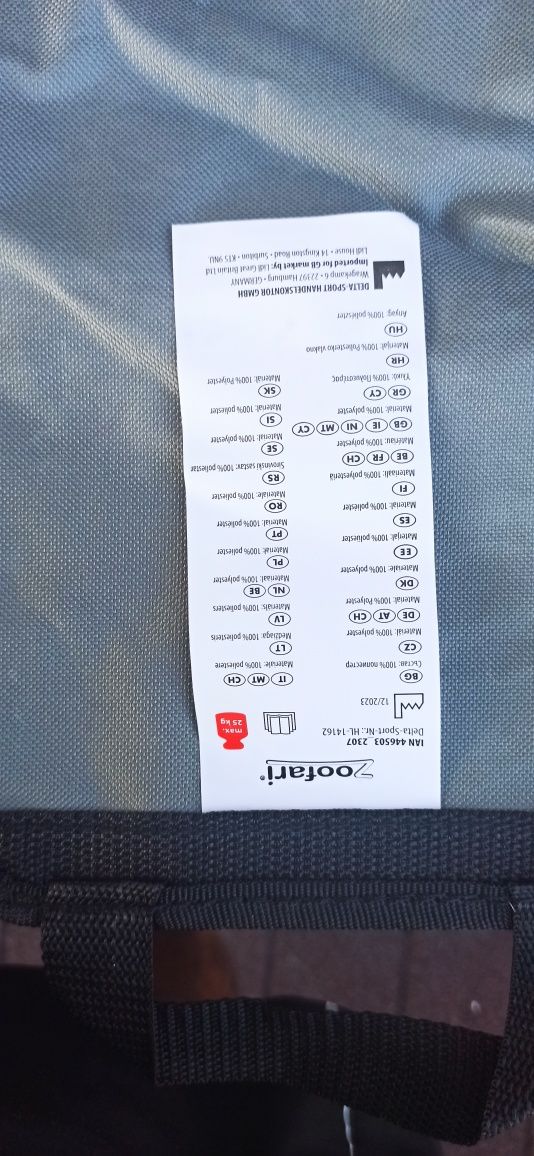 zoofari®
IAN 446503_2307
Delta-Sport-Nr.: HL-14162
12/2023
max.
25 kg
BG
Състав: 100% полиестер
CZ
Materiál: 100% polyester
DE AT CH
Material: 100% Polyester
DK
Materiale: 100% polyester
EE
Materjal: 100% polüester
ES
Material: 100% poliéster
FI
Materiaali: 100% polyesteriä
BE FR CH
Matériau: 100% polyester
GB IE NI MT CY
Material: 100% polyester
GR CY
Υλικό: 100% Πολυεστέρας
HR
Materijal: 100% Poliestersko vlakno
HU
Anyag: 100% poliészter
IT MT CH
Materiale: 100% poliestere
LT
Medžiaga: 100% poliesteris
LV
Materiāls: 100% poliesters
NL BE
Materiaal: 100% polyester
PL
Materiał: 100% poliester
PT
Material: 100% poliéster
RO
Materiale: 100% poliester
RS
Sirovinski sastav: 100% poliestar
SE
Material: 100% polyester
SI
Material: 100% poliester
SK
Materiál: 100% Polyester
DELTA-SPORT HANDELSKONTOR GMBH
Wragekamp 6 • 22397 Hamburg • GERMANY
Imported for GB market by: Lidl Great Britain Ltd
Lidl House • 14 Kingston Road • Surbiton • KT5 9NU